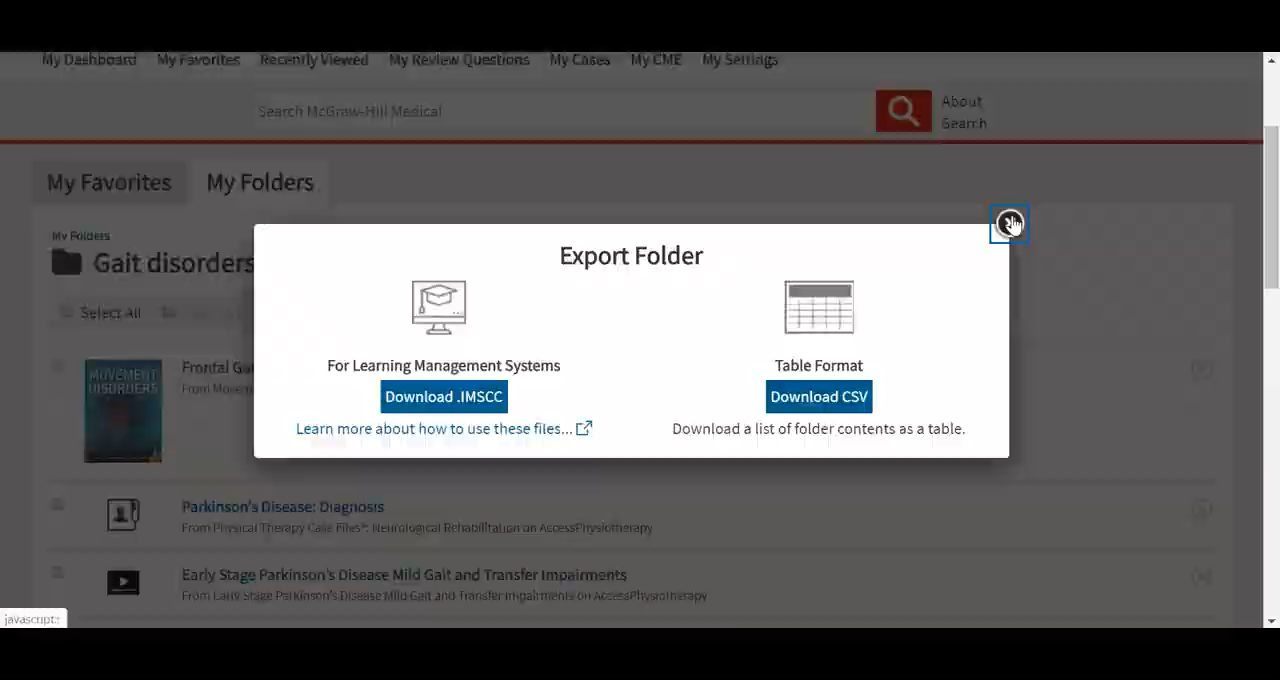 My Dashboard My Favorites Recently Viewed My Review Questions My Cases My CME My Settings
Search McGraw-Hill Medical
About
Search
My Favorites My Folders
My Folders
Gait disorders
Select All
Export Folder
For Learning Management Systems
Download .IMSCC
Learn more about how to use these files...
Table Format
Download CSV
Download a list of folder contents as a table.
MOVEMENT
DISORDERS
Frontal
From
Parkinson's Disease: Diagnosis
From Physical Therapy Case Files®: Neurological Rehabilitation on AccessPhysiotherapy
Early Stage Parkinson's Disease Mild Gait and Transfer Impairments
From Early Stage Parkinson's Disease Mild Gait and Transfer Impairments on AccessPhysiotherapy
javascript: